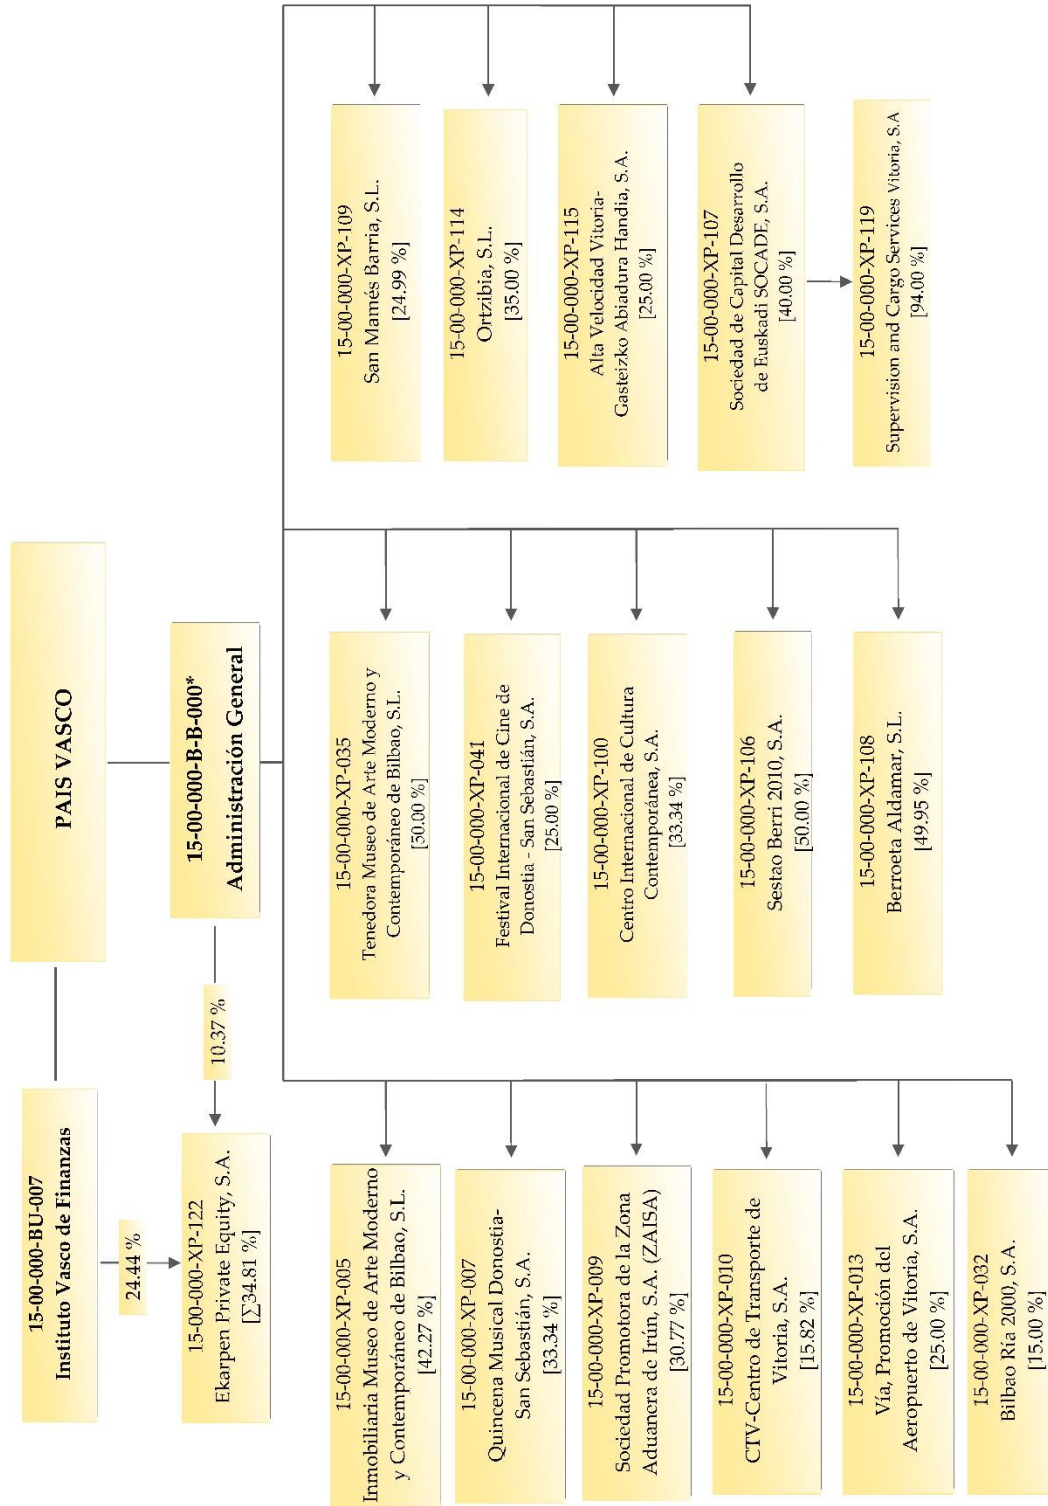 PAIS VASCO
15-00-000-BU-007
Instituto Vasco de Finanzas
15-00-000-B-B-000*
Administración General
24.44 %
10.37 %
15-00-000-XP-122
Ekarpen Private Equity, S.A.
[∑34.81 %]
15-00-000-XP-005
Inmobiliaria Museo de Arte Moderno
y Contemporáneo de Bilbao, S.L.
[42.27 %]
15-00-000-XP-007
Quincena Musical Donostia-
San Sebastián, S.A.
[33.34 %]
15-00-000-XP-009
Sociedad Promotora de la Zona
Aduanera de Irún, S.A. (ZAISA)
[30.77 %]
15-00-000-XP-010
CTV-Centro de Transporte de
Vitoria, S.A.
[15.82 %]
15-00-000-XP-013
Vía, Promoción del
Aeropuerto de Vitoria, S.A.
[25.00 %]
15-00-000-XP-032
Bilbao Ría 2000, S.A.
[15.00 %]
15-00-000-XP-035
Tenedora Museo de Arte Moderno y
Contemporáneo de Bilbao, S.L.
[50.00 %]
15-00-000-XP-041
Festival Internacional de Cine de
Donostia - San Sebastián, S.A.
[25.00 %]
15-00-000-XP-100
Centro Internacional de Cultura
Contemporánea, S.A.
[33.34 %]
15-00-000-XP-106
Sestao Berri 2010, S.A.
[50.00 %]
15-00-000-XP-108
Berroeta Aldamar, S.L.
[49.95 %]
15-00-000-XP-109
San Mamés Barria, S.L.
[24.99 %]
15-00-000-XP-114
Ortzibia, S.L.
[35.00 %]
15-00-000-XP-115
Alta Velocidad Vitoria-
Gasteizko Abiadura Handia, S.A.
[25.00 %]
15-00-000-XP-107
Sociedad de Capital Desarrollo
de Euskadi SOCADE, S.A.
[40.00 %]
15-00-000-XP-119
Supervision and Cargo Services Vitoria, S.A
[94.00 %]